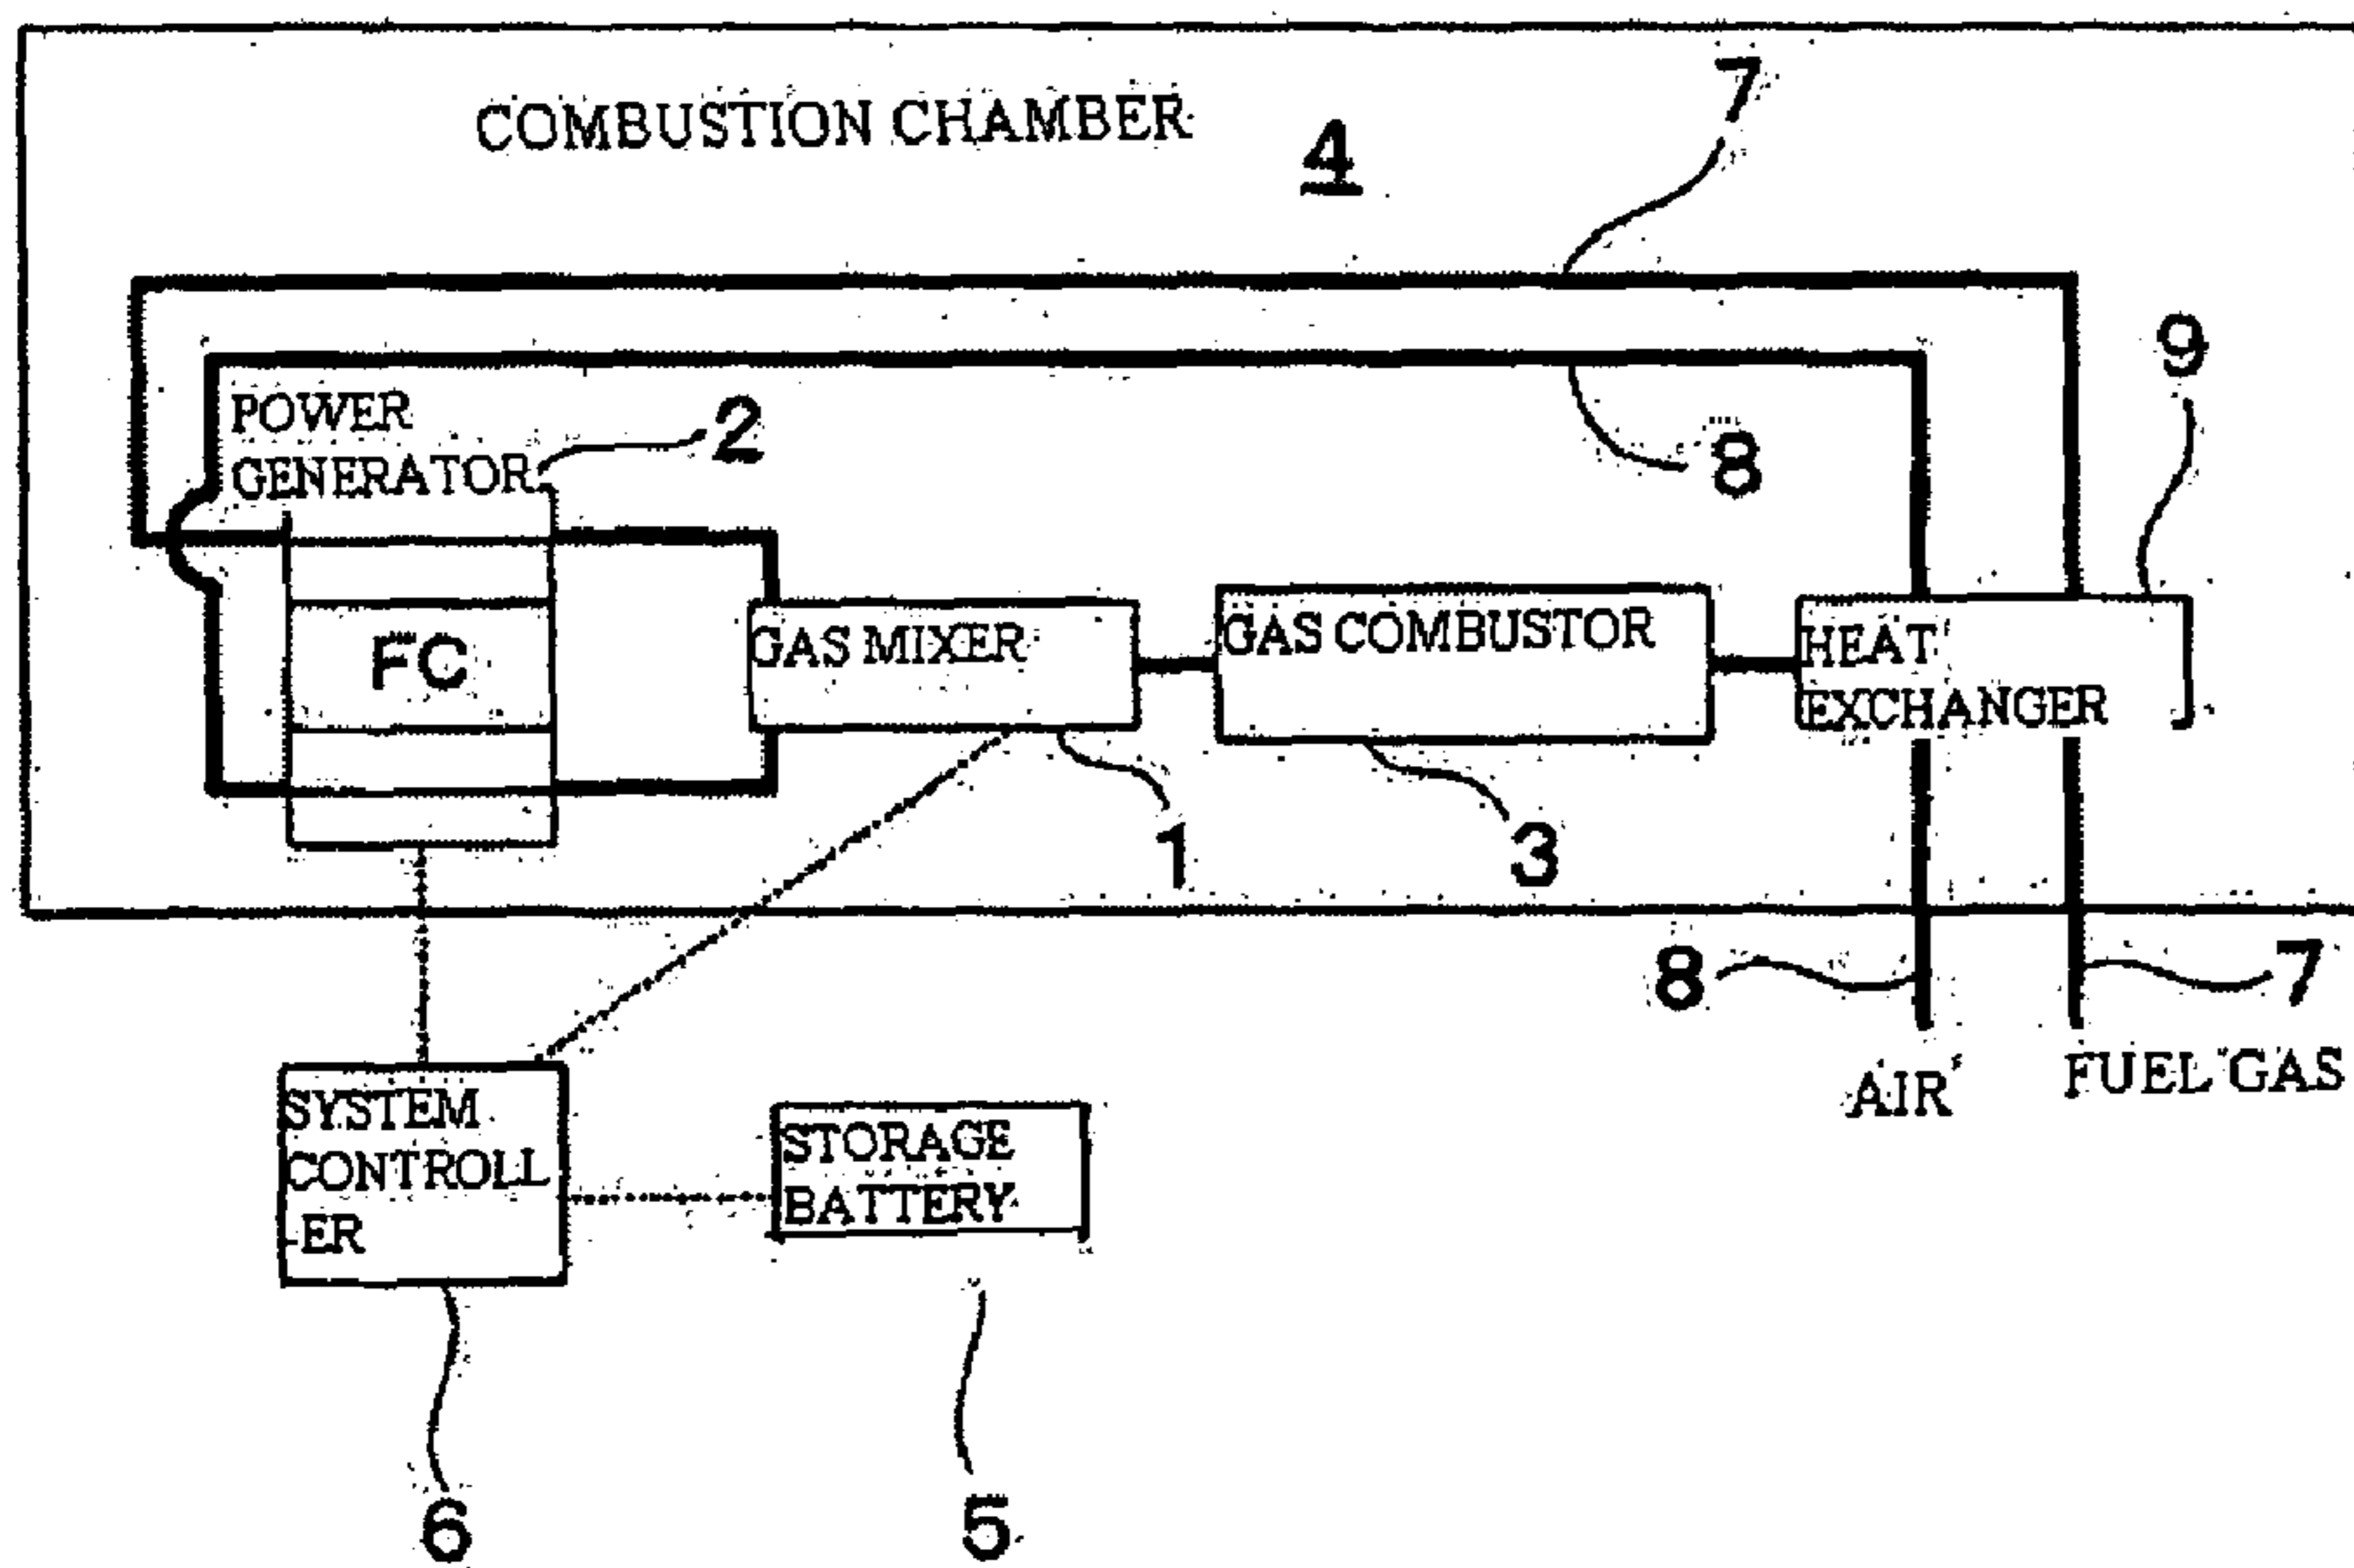 COMBUSTION CHAMBER
4
7
9
POWER
GENERATOR
2
8
FC
GAS MIXER
GAS COMBUSTOR
HEAT
EXCHANGER
1
3
8
7
AIR
FUEL GAS
SYSTEM
CONTROLL
-ER
STORAGE
BATTERY
6
5